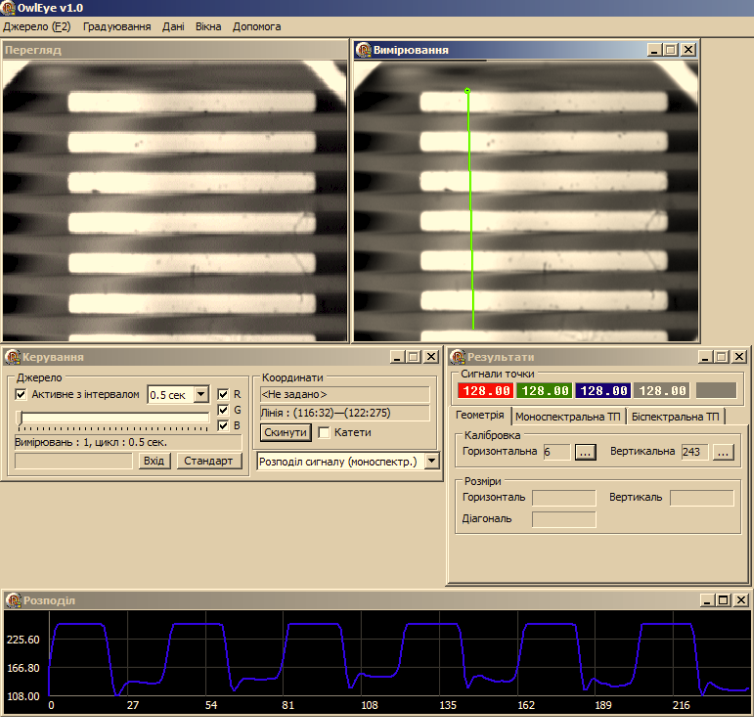 OwlEye v1.0
Джерело (F2) Градуювання Дані Вікна Допомога
Перегляд
Вимірювання
Керування
Джерело
Активне з інтервалом 0.5 сек R
G
B
Вимірювань : 1, цикл : 0.5 сек.
Вхід Стандарт
Координати
<Не задано>
Лінія : (116:32)—(122:275)
Скинути Катети
Розподіл сигналу (моноспектр.)
Результати
Сигнали точки
128.00 128.00 128.00 128.00
Геометрія Моноспектральна ТП Біспектральна ТП
Калібровка
Горизонтальна 6 ... Вертикальна 243 ...
Розміри
Горизонталь Вертикаль
Діагональ
Розподіл
225.60
166.80
108.00
0 27 54 81 108 135 162 189 216